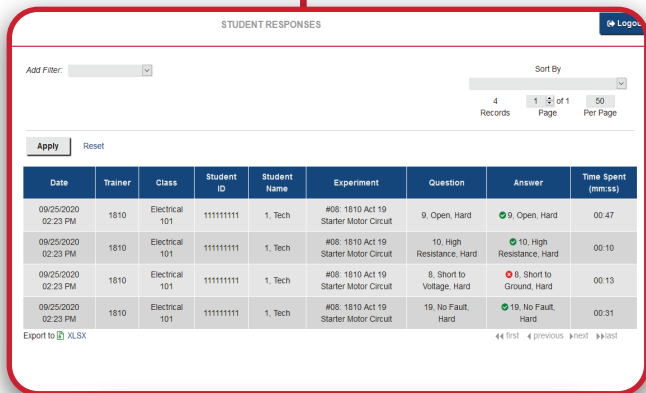 STUDENT RESPONSES
Logou
Add Filter:
Sort By
4 1 of 1 50
Records Page Per Page
Apply Reset
Date Trainer Class Student ID Student Name Experiment Question Answer Time Spent (mm:ss)
09/25/2020 02:23 PM 1810 Electrical 101 111111111 1, Tech #08: 1810 Act 19 Starter Motor Circuit 9, Open, Hard 9, Open, Hard 00:47
09/25/2020 02:23 PM 1810 Electrical 101 111111111 1, Tech #08: 1810 Act 19 Starter Motor Circuit 10, High Resistance, Hard 10, High Resistance, Hard 00:10
09/25/2020 02:23 PM 1810 Electrical 101 111111111 1, Tech #08: 1810 Act 19 Starter Motor Circuit 8, Short to Voltage, Hard 8, Short to Ground, Hard 00:13
09/25/2020 02:23 PM 1810 Electrical 101 111111111 1, Tech #08: 1810 Act 19 Starter Motor Circuit 19, No Fault, Hard 19, No Fault, Hard 00:31
Export to XLSX first previous next last